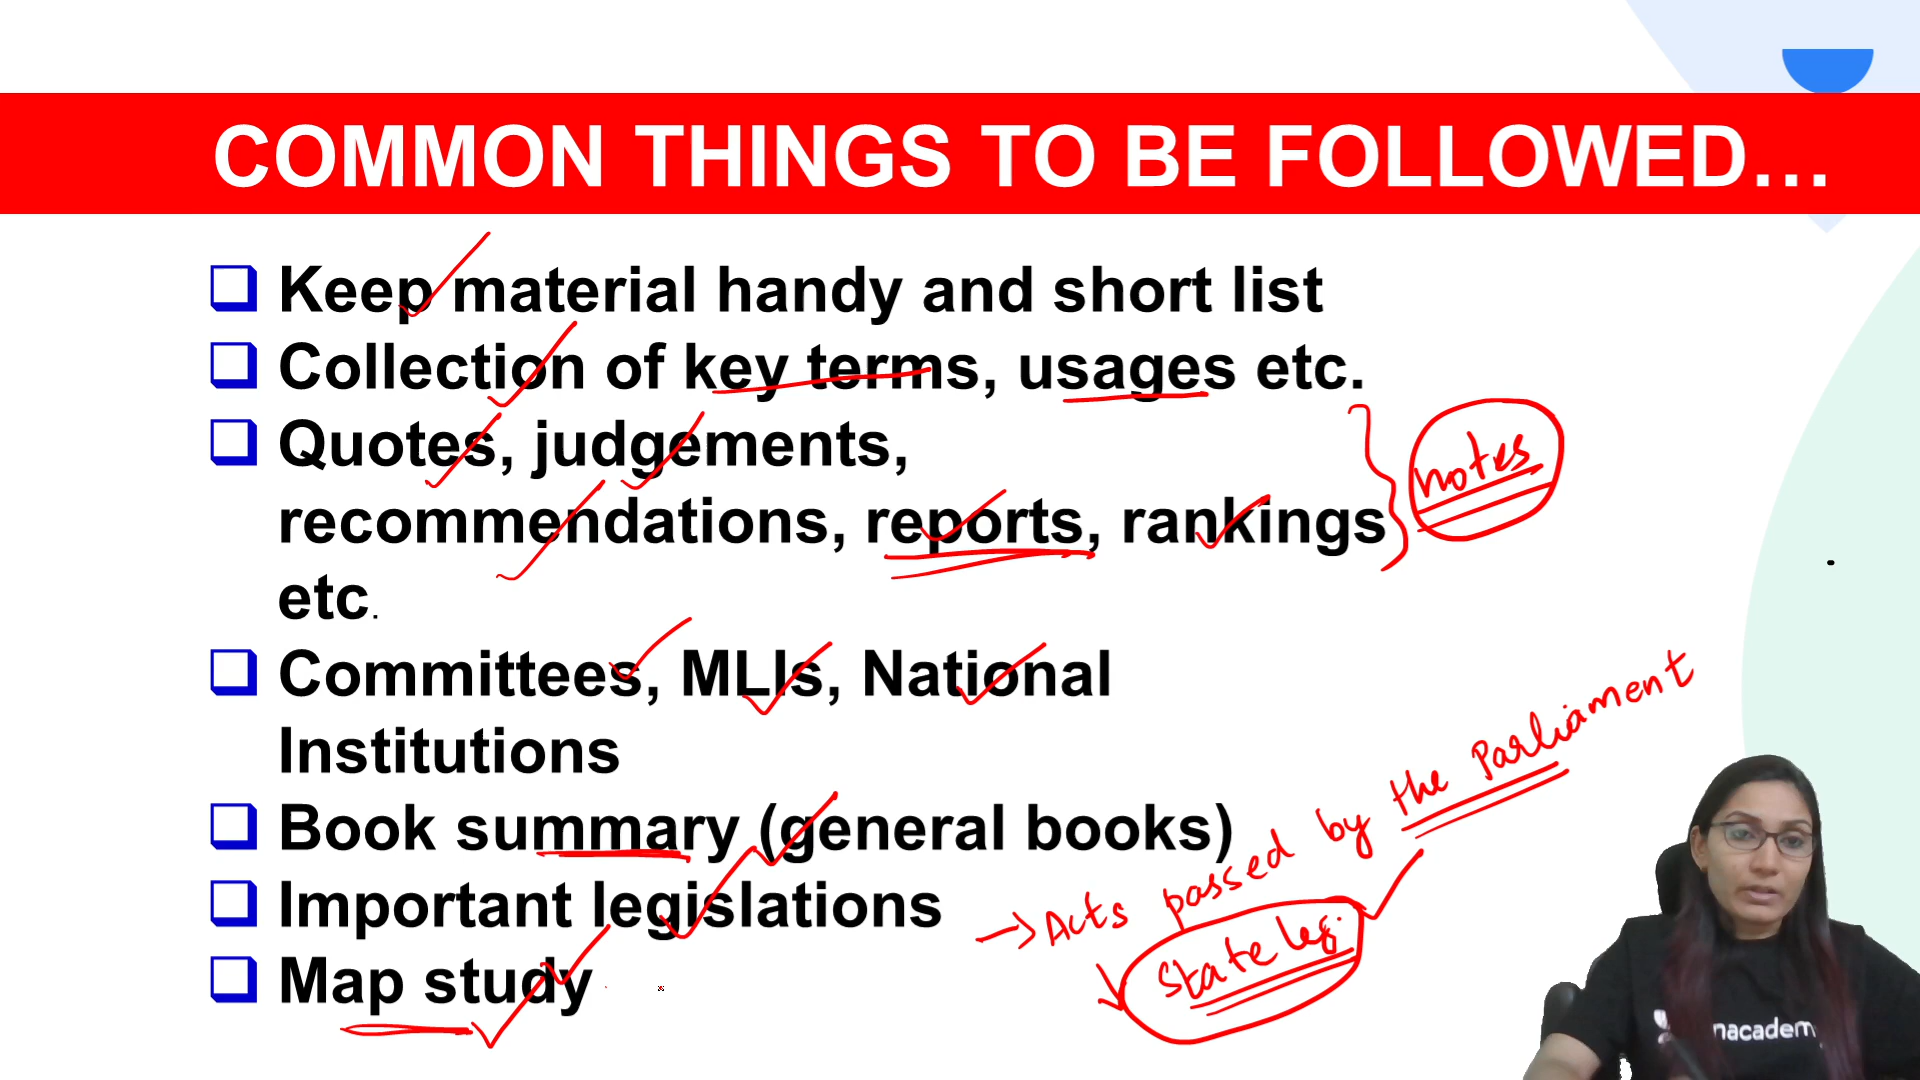 COMMON THINGS TO BE FOLLOWED...
❑ Keep material handy and short list
❑ Collection of key terms, usages etc.
❑ Quotes, judgements,
recommendations, reports, rankings
etc.
notes
❑ Committees, MLIs, National
Institutions
❑ Book summary (general books)
❑ Important legislations
→ Acts passed by the Parliament
State leg.
❑ Map study
nacadem